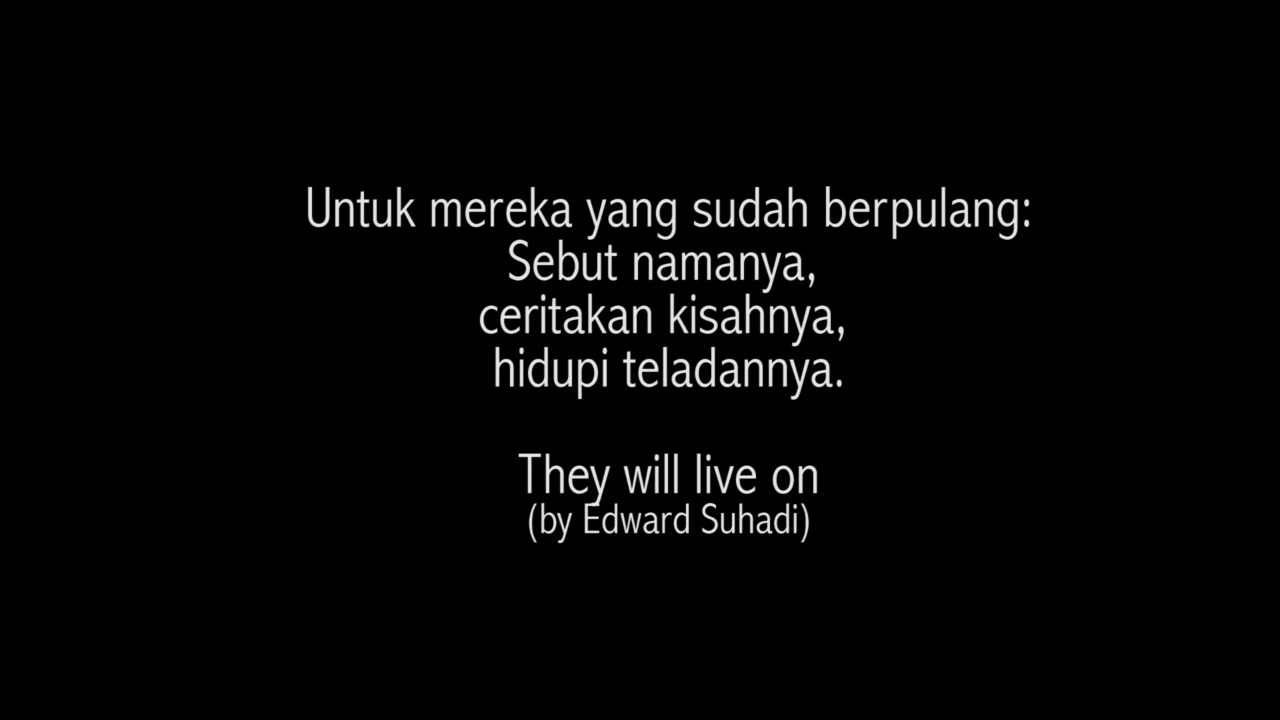 Untuk mereka yang sudah berpulang:
Sebut namanya,
ceritakan kisahnya,
hidupi teladannya.
They will live on
(by Edward Suhadi)